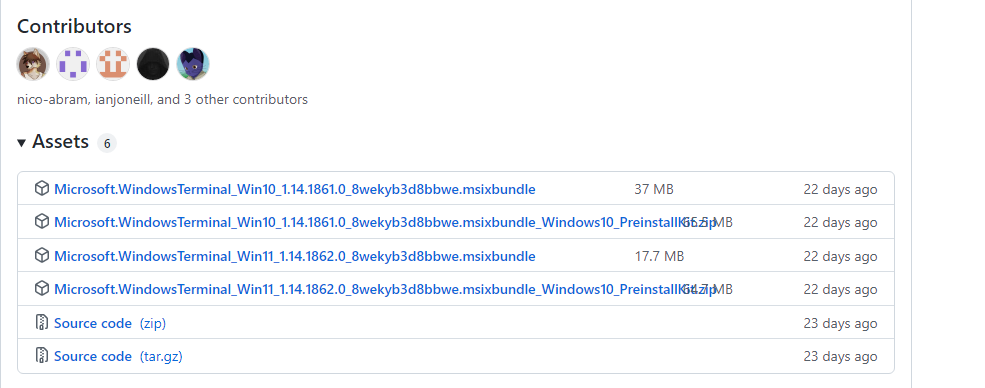 Contributors
nico-abram, ianjoneill, and 3 other contributors
Assets 6
Microsoft.WindowsTerminal_Win10_1.14.1861.0_8wekyb3d8bbwe.msixbundle 37 MB 22 days ago
Microsoft.WindowsTerminal_Win10_1.14.1861.0_8wekyb3d8bbwe.msixbundle_Windows10_PreinstallKit.zip MB 22 days ago
Microsoft.WindowsTerminal_Win11_1.14.1862.0_8wekyb3d8bbwe.msixbundle 17.7 MB 22 days ago
Microsoft.WindowsTerminal_Win11_1.14.1862.0_8wekyb3d8bbwe.msixbundle_Windows10_PreinstallKit.zip MB 22 days ago
Source code (zip) 23 days ago
Source code (tar.gz) 23 days ago